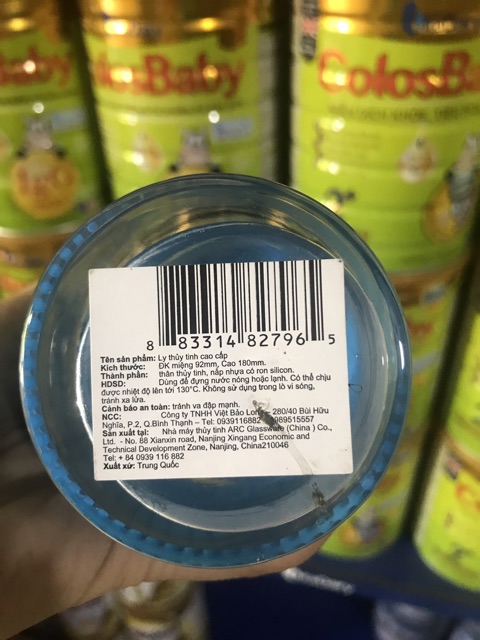 ColosBaby
ColosBa
8 83314 82796 5
Tên sản phẩm: Ly thủy tinh cao cấp
Kích thước: ĐK miệng 92mm, Cao 180mm.
Thành phần: thân thủy tinh, nắp nhựa có ron silicon.
HDSD: Dùng để đựng nước nóng hoặc lạnh. Có thể chịu
được nhiệt độ lên tới 130°C. Không sử dụng trong lò vi sóng,
tránh xa lửa.
Cảnh báo an toàn: tránh va đập mạnh.
NCC: Công ty TNHH Việt Bảo 280/40 Bùi Hữu
Nghĩa, P.2, Q.Bình Thạnh – Tel: 0939116882 989515557
Sản xuất tại: Nhà máy thủy tinh ARC Glassware (China ) Co.,
Ltd. - No. 88 Xianxin road, Nanjing Xingang Economic and
Technical Development Zone, Nanjing, China210046
Tel: + 84 0939 116 882
Xuất xứ: Trung Quốc